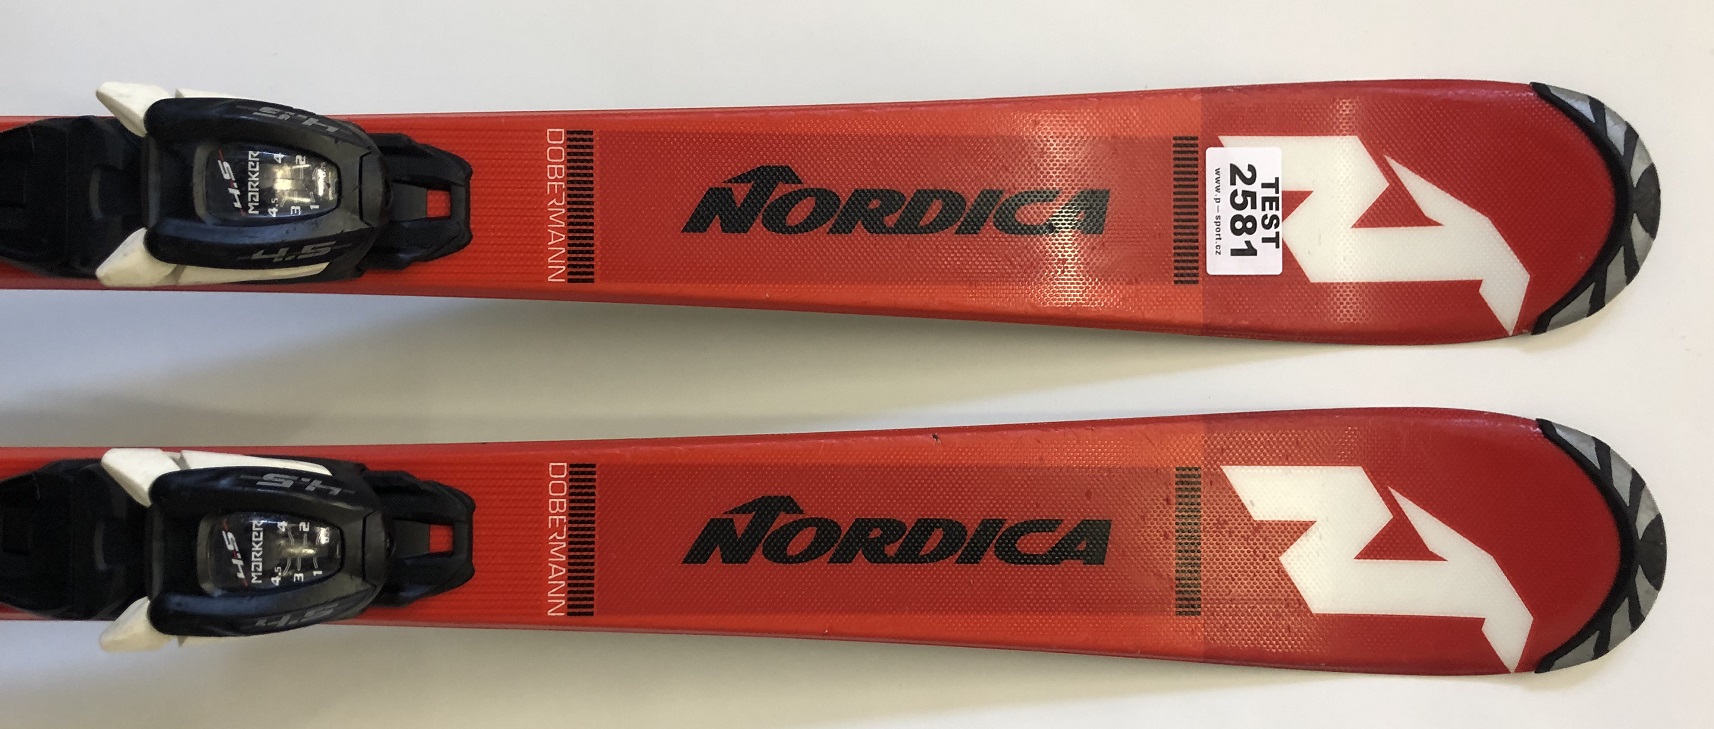 4.5
MARKER
4.5 4
3 2
1
4.5
DOBERMANN
NORDICA
TEST
2581
www.p-sport.cz
4.5
MARKER
4.5 4
3 2
1
4.5
DOBERMANN
NORDICA